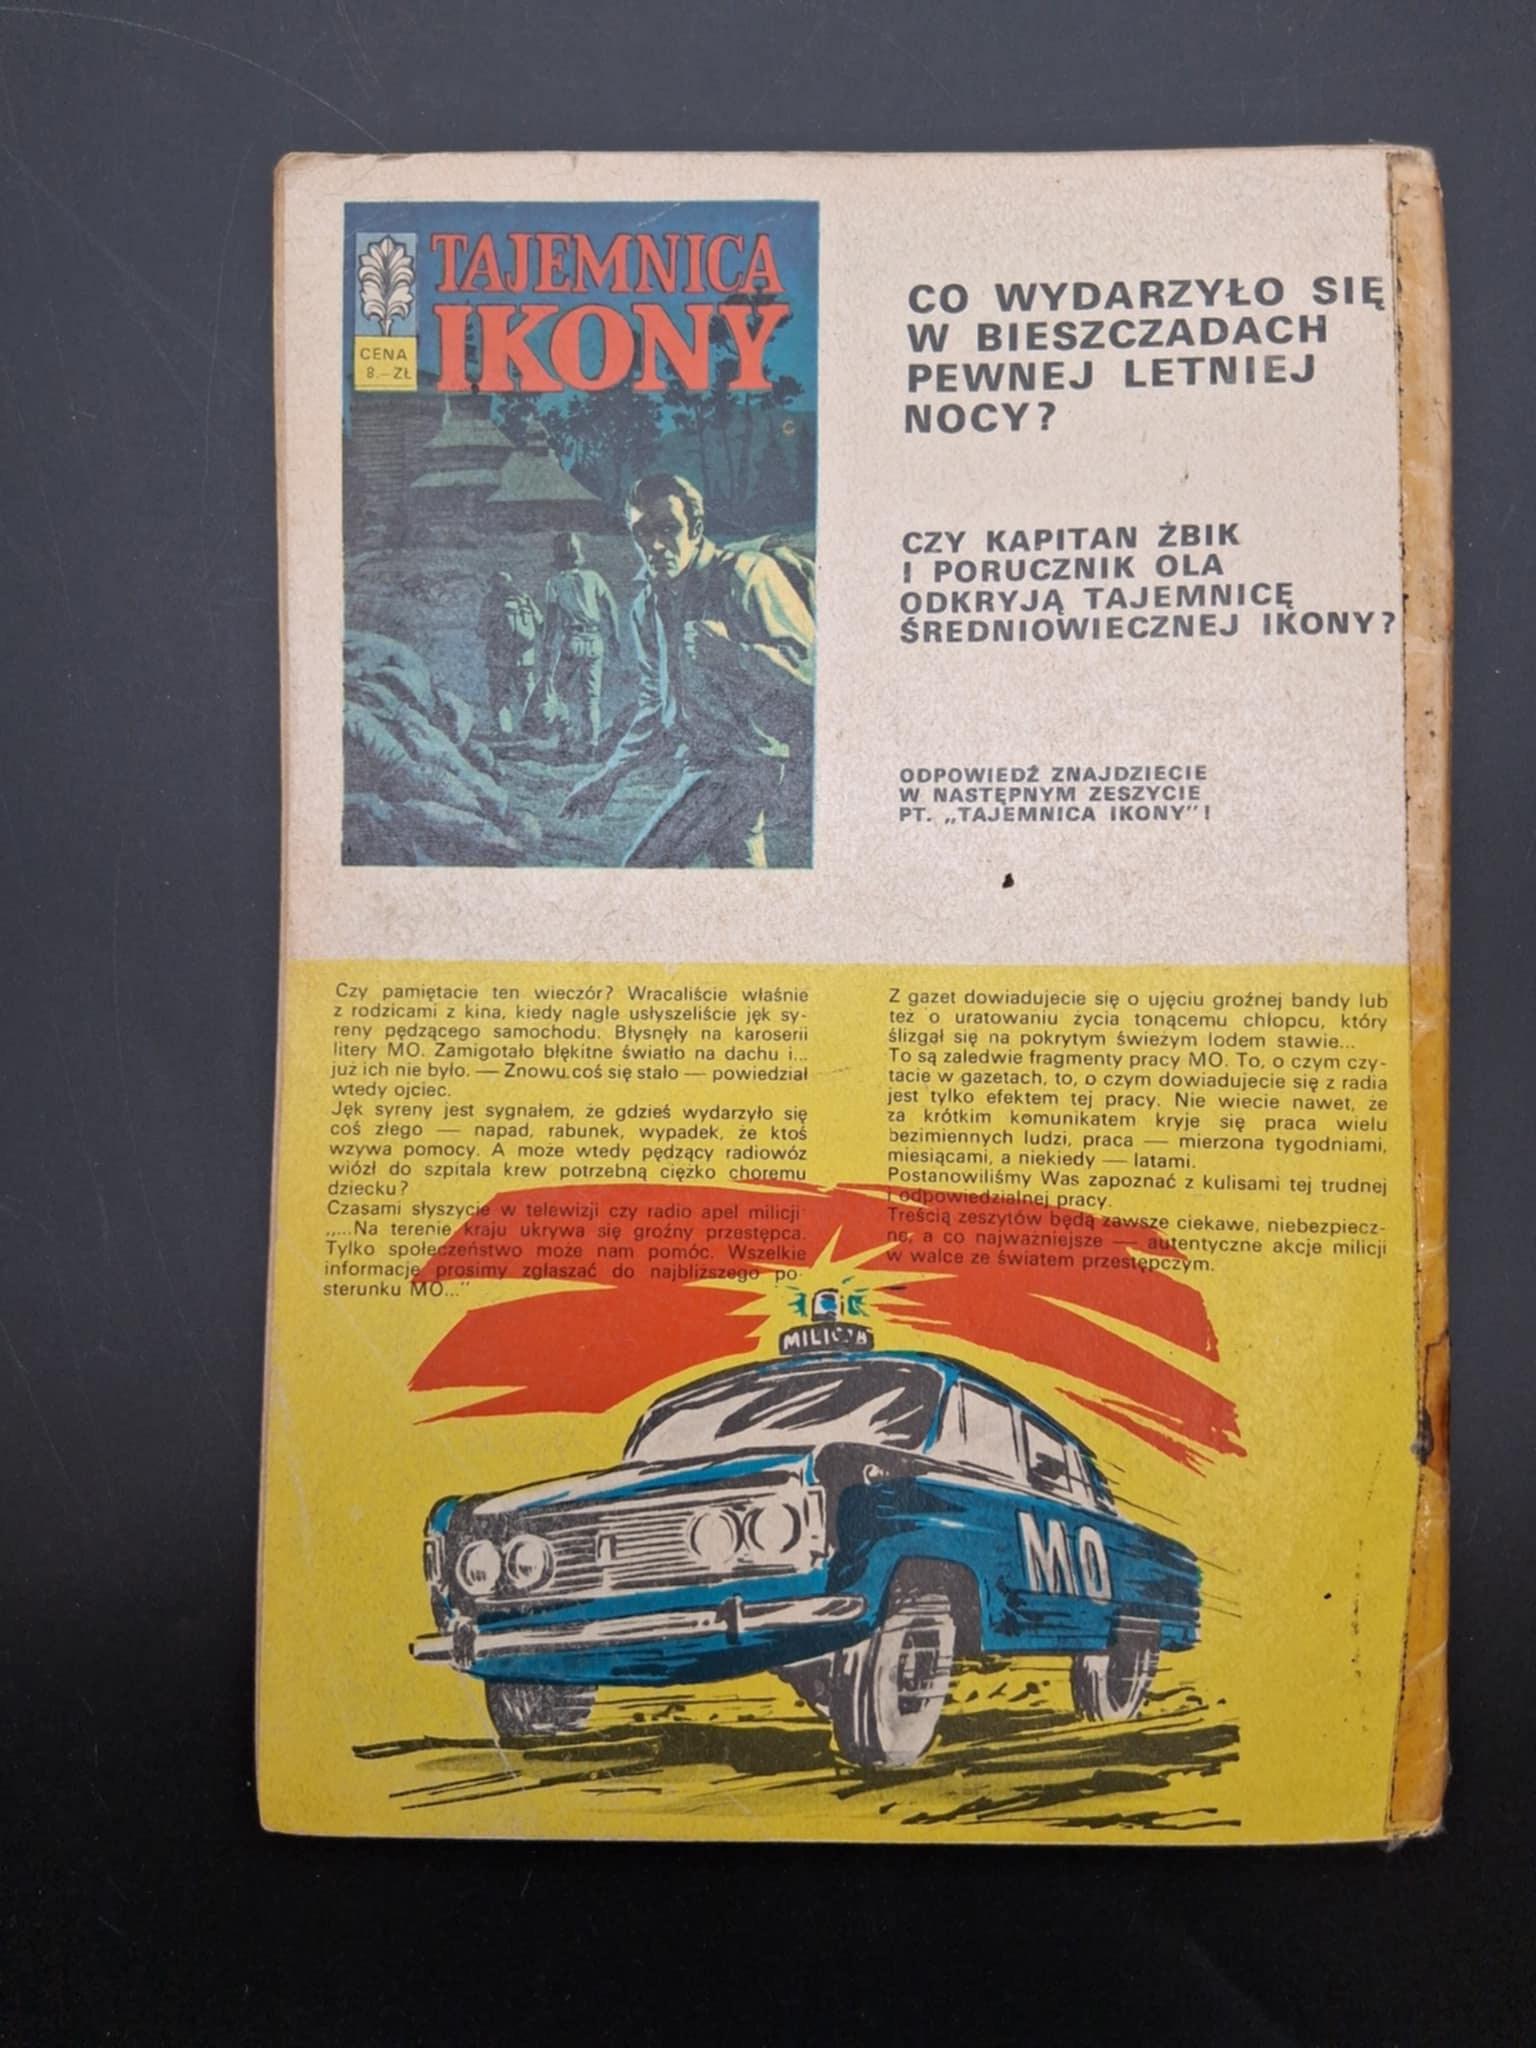 TAJEMNICA
IKONY
CENA
8.-ZŁ
CO WYDARZYŁO SIĘ
W BIESZCZADACH
PEWNEJ LETNIEJ
NOCY?
CZY KAPITAN ŻBIK
I PORUCZNIK OLA
ODKRYJĄ TAJEMNICĘ
ŚREDNIOWIECZNEJ IKONY?
ODPOWIEDŹ ZNAJDZIECIE
W NASTĘPNYM ZESZYCIE
PT. „TAJEMNICA IKONY"!
Czy pamiętacie ten wieczór? Wracaliście właśnie
z rodzicami z kina, kiedy nagle usłyszeliście jęk sy-
reny pędzącego samochodu. Błysnęły na karoserii
litery MO. Zamigotało błękitne światło na dachu i...
już ich nie było. — Znowu coś się stało — powiedział
wtedy ojciec.
Jęk syreny jest sygnałem, że gdzieś wydarzyło się
coś złego — napad, rabunek, wypadek, że ktoś
wzywa pomocy. A może wtedy pędzący radiowóz
wiózł do szpitala krew potrzebną ciężko choremu
dziecku?
Czasami słyszycie w telewizji czy radio apel milicji
„...Na terenie kraju ukrywa się groźny przestępca.
Tylko społeczeństwo może nam pomóc. Wszelkie
informacje prosimy zgłaszać do najbliższego po-
sterunku MO..."
Z gazet dowiadujecie się o ujęciu groźnej bandy lub
też o uratowaniu życia tonącemu chłopcu, który
ślizgał się na pokrytym świeżym lodem stawie...
To są zaledwie fragmenty pracy MO. To, o czym czy-
tacie w gazetach, to, o czym dowiadujecie się z radia
jest tylko efektem tej pracy. Nie wiecie nawet, że
za krótkim komunikatem kryje się praca wielu
bezimiennych ludzi, praca — mierzona tygodniami,
miesiącami, a niekiedy — latami.
Postanowiliśmy Was zapoznać z kulisami tej trudnej
i odpowiedzialnej pracy.
Treścią zeszytów będą zawsze ciekawe, niebezpiecz-
ne, a co najważniejsze — autentyczne akcje milicji
w walce ze światem przestępczym.
MILICJA
MO